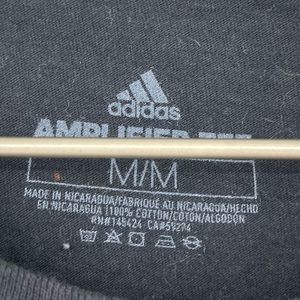 adidas
AMPLIFIER TEE
M/M
MADE IN NICARAGUA/FABRIQUÉ AU NICARAGUA/HECHO
EN NICARAGUA |100% COTTON/COTON/ALGODÓN
RN#145424 CA#59204